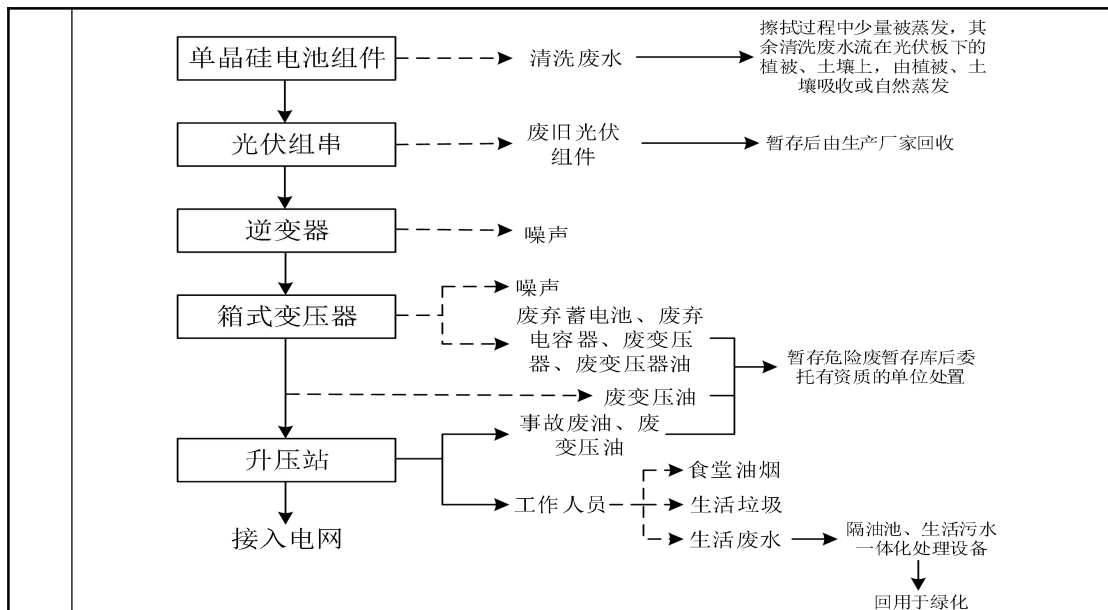 单晶硅电池组件
清洗废水
擦拭过程中少量被蒸发，其
余清洗废水流在光伏板下的
植被、土壤上，由植被、土
壤吸收或自然蒸发
光伏组串
废旧光伏
组件
暂存后由生产厂家回收
逆变器
噪声
箱式变压器
噪声
废弃蓄电池、废弃
电容器、废变压
器、废变压器油
暂存危险废暂存库后委
托有资质的单位处置
废变压油
事故废油、废
变压油
升压站
食堂油烟
工作人员
生活垃圾
生活废水
隔油池、生活污水
一体化处理设备
接入电网
回用于绿化